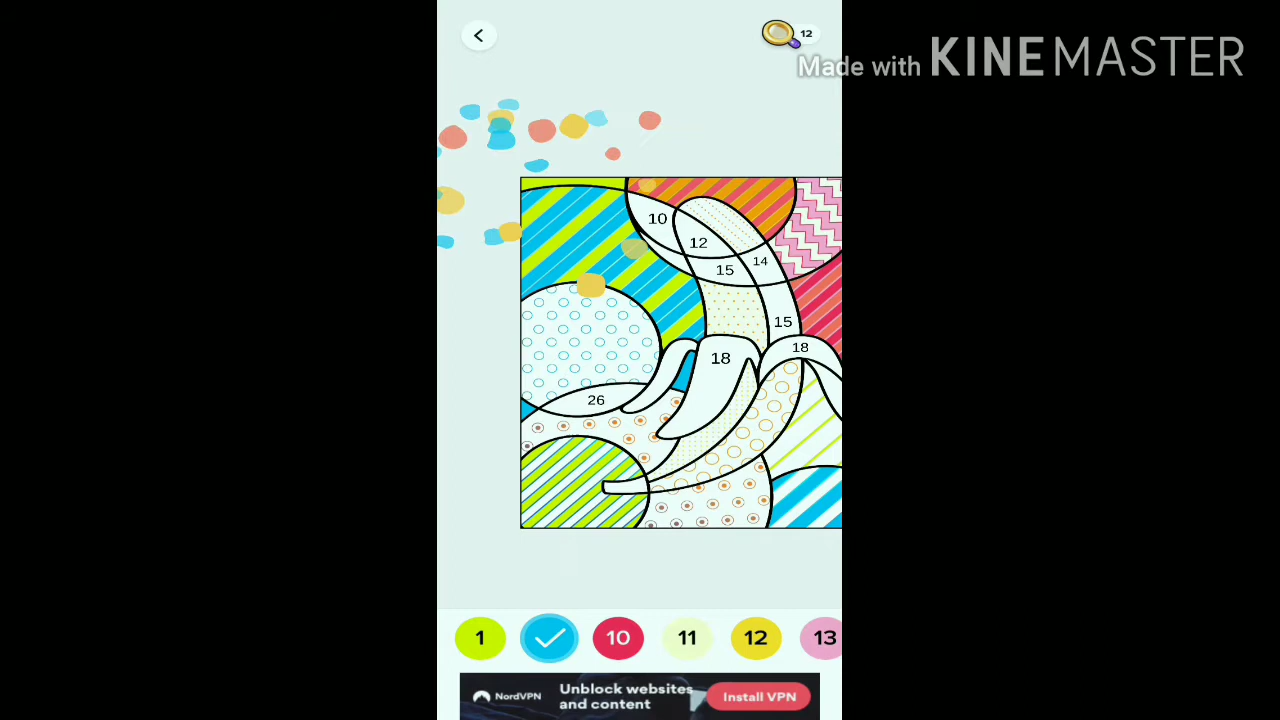 12
Made with KINEMASTER
10
12
14
15
15
18
18
26
1
10
11
12
13
NordVPN
Unblock websites
and content
Install VPN